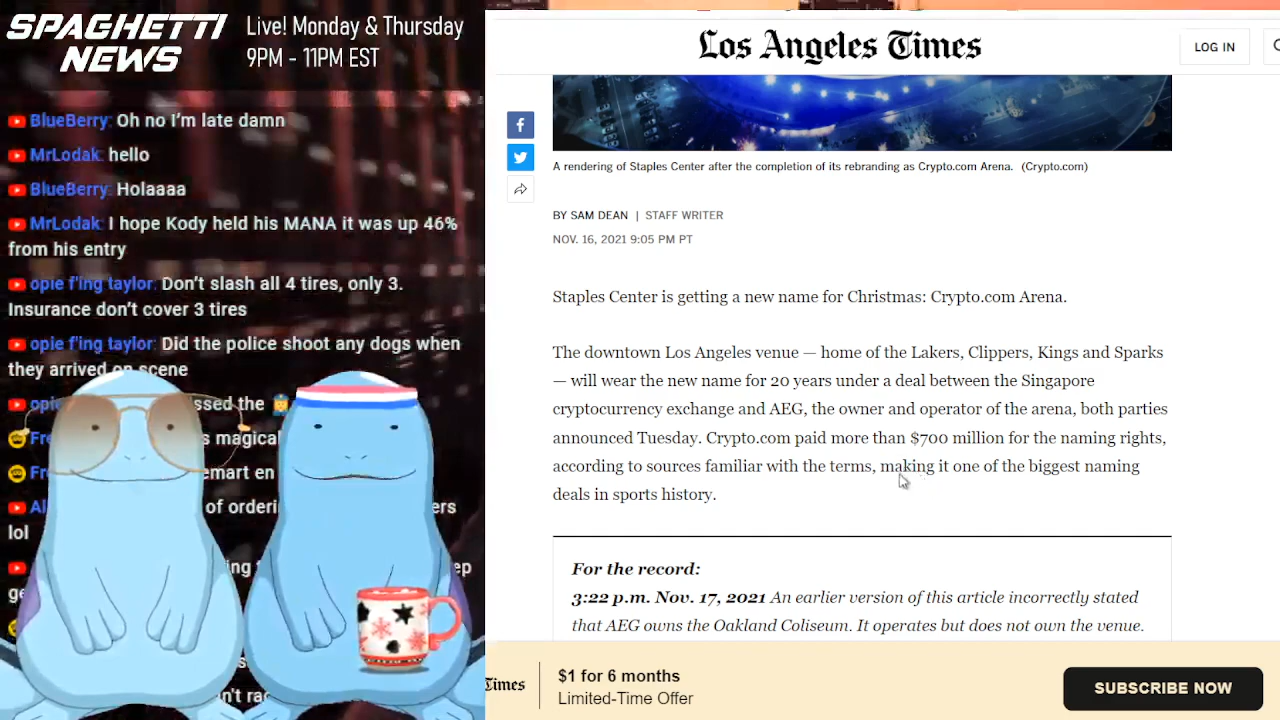 SPAGHETTI
NEWS
Live! Monday & Thursday
9PM - 11PM EST
BlueBerry: Oh no I'm late damn
MrLodak: hello
BlueBerry: Holaaaa
MrLodak: I hope Kody held his MANA it was up 46%
from his entry
opie f'ing taylor: Don't slash all 4 tires, only 3.
Insurance don't cover 3 tires
opie f'ing taylor: Did the police shoot any dogs when
they arrived on scene
lol
Los Angeles Times
LOG IN
A rendering of Staples Center after the completion of its rebranding as Crypto.com Arena. (Crypto.com)
BY SAM DEAN | STAFF WRITER
NOV. 16, 2021 9:05 PM PT
Staples Center is getting a new name for Christmas: Crypto.com Arena.
The downtown Los Angeles venue — home of the Lakers, Clippers, Kings and Sparks
— will wear the new name for 20 years under a deal between the Singapore
cryptocurrency exchange and AEG, the owner and operator of the arena, both parties
announced Tuesday. Crypto.com paid more than $700 million for the naming rights,
according to sources familiar with the terms, making it one of the biggest naming
deals in sports history.
For the record:
3:22 p.m. Nov. 17, 2021 An earlier version of this article incorrectly stated
that AEG owns the Oakland Coliseum. It operates but does not own the venue.
Times
$1 for 6 months
Limited-Time Offer
SUBSCRIBE NOW